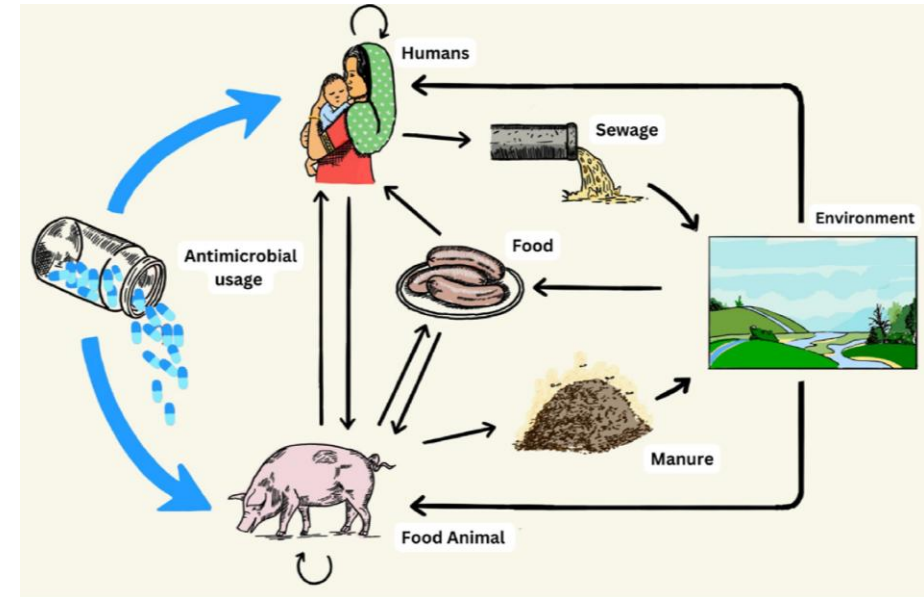 Humans
Sewage
Environment
Antimicrobial
usage
Food
Manure
Food Animal